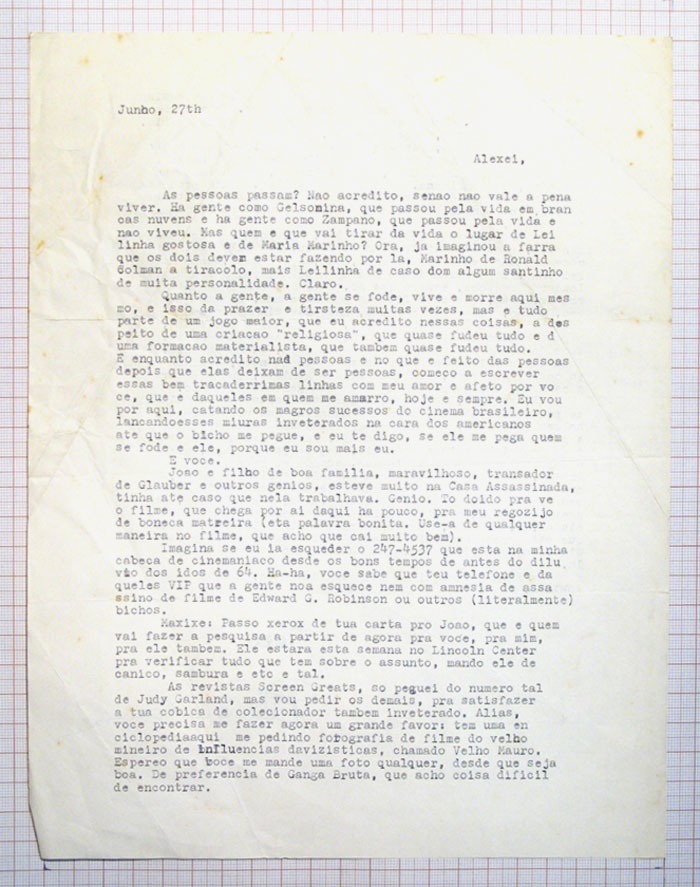 Junho, 27th
Alexei,
As pessoas passam? Nao acredito, senao nao vale a pena
viver. Ha gente como Gelsomina, que passou pela vida em bran
cas nuvens e ha gente como Zampano, que passou pela vida e
nao viveu. Mas quem e que vai tirar da vida o lugar de Lei
linha gostosa e de Maria Marinho? Ora, ja imaginou a farra
que os dois devem estar fazendo por la, Marinho de Ronald
Colman a tiracolo, mais Leilinha de caso dom algum santinho
de muita personalidade. Claro.
Quanto a gente, a gente se fode, vive e morre aqui mes
mo, e isso da prazer e tirsteza muitas vezes, mas e tudo
parte de um jogo maior, que eu acredito nessas coisas, a des
peito de uma criacao "religiosa", que quase fudeu tudo e d
uma formacao materialista, que tambem quase fudeu tudo.
E enquanto acredito nas pessoas e no que e feito das pessoas
depois que elas deixam de ser pessoas, começo a escrever
essas bem tracaderrimas linhas com meu amor e afeto por vo
ce, que e daqueles em quem me amarro, hoje e sempre. Eu vou
por aqui, catando os magros sucessos do cinema brasileiro,
lancandoesses miuras inveterados na cara dos americanos
ate que o bicho me pegue, e eu te digo, se ele me pega quem
se fode e ele, porque eu sou mais eu.
E voce.
Joao e filho de boa familia, maravilhoso, transador
de Glauber e outros genios, esteve muito na Casa Assassinada,
tinha ate caso que nela trabalhava. Genio. To doido pra ve
o filme, que chega por ai daqui ha pouco, pra meu regozijo
de boneca matreira (eta palavra bonita. Use-a de qualquer
maneira no filme, que acho que cai muito bem).
Imagina se eu ia esqueder o 247-4537 que esta na minha
cabeca de cinemaniaco desde os bons tempos de antes do dilu
vio dos idos de 64. Ha-ha, voce sabe que teu telefone e da
queles VIP que a gente noa esquece nem com amnesia de assa
ssino de filme de Edward G. Robinson ou outros (literalmente)
bichos.
Maxixe: Passo xerox de tua carta pro Joao, que e quem
vai fazer a pesquisa a partir de agora pra voce, pra mim,
pra ele tambem. Ele estara esta semana no Lincoln Center
pra verificar tudo que tem sobre o assunto, mando ele de
canico, sambura e etc e tal.
As revistas Screen Greats, so peguei do numero tal
de Judy Garland, mas vou pedir os demais, pra satisfazer
a tua cobica de colecionador tambem inveterado. Alias,
voce precisa me fazer agora um grande favor: tem uma en
ciclopediaaqui me pedindo fotografia de filme do velho
mineiro de influencias davizisticas, chamado Velho Mauro.
Espereo que boce me mande uma foto qualquer, desde que seja
boa. De preferencia de Ganga Bruta, que acho coisa dificil
de encontrar.